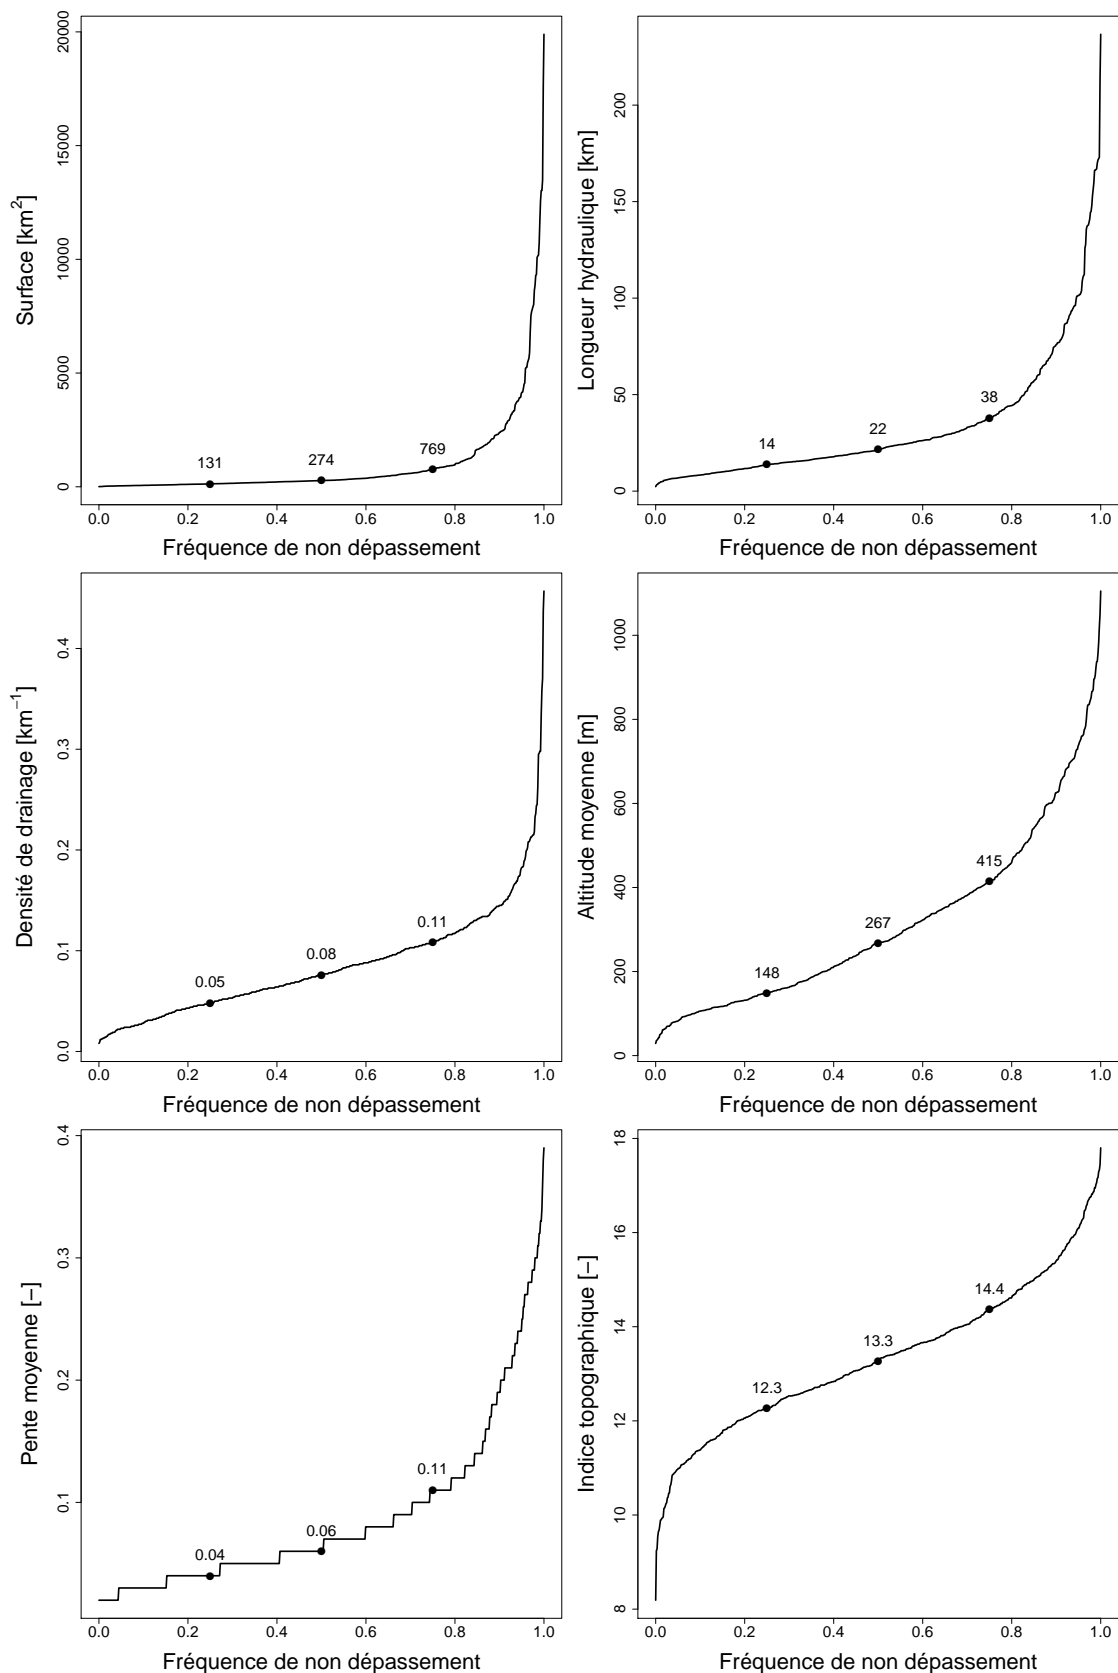 Surface [km²]
20000
15000
10000
5000
0
131
274
769
0.0 0.2 0.4 0.6 0.8 1.0
Fréquence de non dépassement
Longueur hydraulique [km]
200
150
100
50
0
14
22
38
0.0 0.2 0.4 0.6 0.8 1.0
Fréquence de non dépassement
Densité de drainage [km⁻¹]
0.4
0.3
0.2
0.1
0.0
0.05
0.08
0.11
0.0 0.2 0.4 0.6 0.8 1.0
Fréquence de non dépassement
Altitude moyenne [m]
1000
800
600
400
200
0
148
267
415
0.0 0.2 0.4 0.6 0.8 1.0
Fréquence de non dépassement
Pente moyenne [−]
0.4
0.3
0.2
0.1
0.04
0.06
0.11
0.0 0.2 0.4 0.6 0.8 1.0
Fréquence de non dépassement
Indice topographique [−]
18
16
14
12
10
8
12.3
13.3
14.4
0.0 0.2 0.4 0.6 0.8 1.0
Fréquence de non dépassement